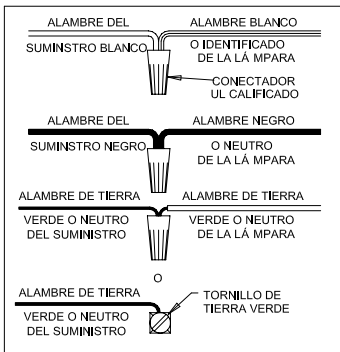 ALAMBRE DEL ALAMBRE BLANCO
SUMINSTRO BLANCO O IDENTIFICADO
DE LA LÁ MPARA
CONECTADOR
UL CALIFICADO
ALAMBRE DEL ALAMBRE NEGRO
SUMINSTRO NEGRO O NEUTRO
DE LA LÁ MPARA
ALAMBRE DE TIERRA ALAMBRE DE TIERRA
VERDE O NEUTRO VERDE O NEUTRO
DEL SUMINISTRO DE LA LÁ MPARA
O
ALAMBRE DE TIERRA TORNILLO DE
VERDE O NEUTRO TIERRA VERDE
DEL SUMINISTRO